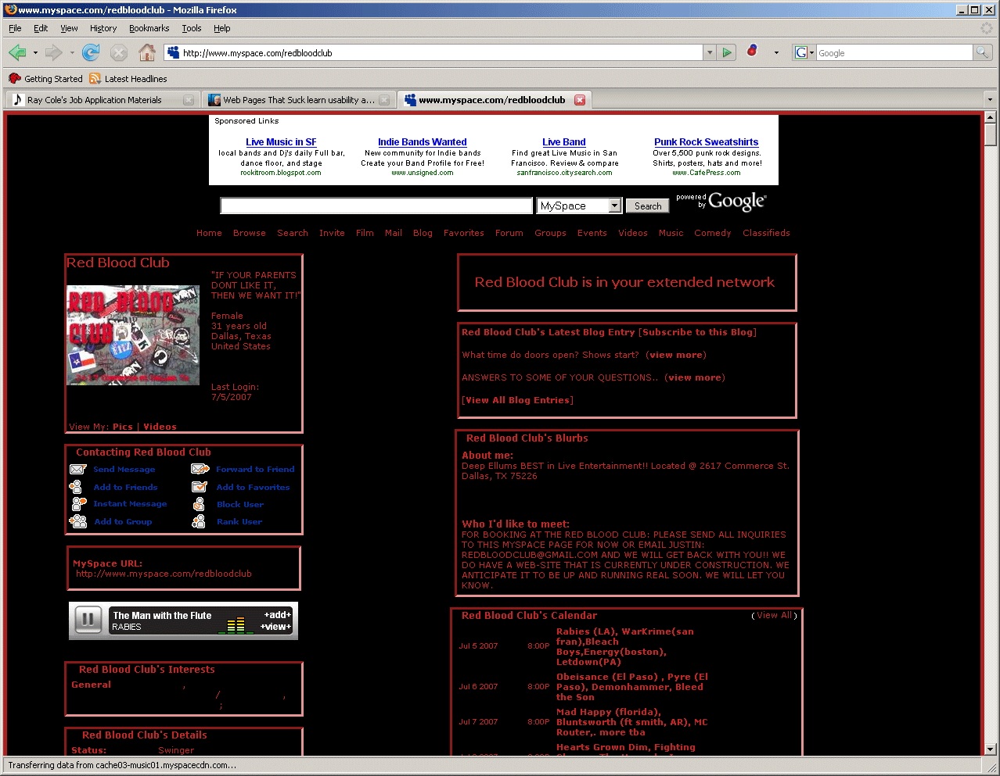 www.myspace.com/redbloodclub - Mozilla Firefox
File Edit View History Bookmarks Tools Help
http://www.myspace.com/redbloodclub
G Google
Getting Started Latest Headlines
Ray Cole's Job Application Materials
Web Pages That Suck learn usability a...
www.myspace.com/redbloodclub
Sponsored Links
Live Music in SF
local bands and Dj's daily Full bar,
dance floor, and stage
rockitroom.blogspot.com
Indie Bands Wanted
New community for Indie bands
Create your Band Profile for Free!
www.unsigned.com
Live Band
Find great Live Music in San
Francisco. Review & compare
sanfrancisco.citysearch.com
Punk Rock Sweatshirts
Over 5,500 punk rock designs.
Shirts, posters, hats and more!
www.CafePress.com
MySpace Search powered by Google
Home Browse Search Invite Film Mail Blog Favorites Forum Groups Events Videos Music Comedy Classifieds
Red Blood Club
RED BLOOD
CLUB
"IF YOUR PARENTS
DONT LIKE IT,
THEN WE WANT IT!"
Female
31 years old
Dallas, Texas
United States
Last Login:
7/5/2007
View My: Pics | Videos
Contacting Red Blood Club
Send Message Forward to Friend
Add to Friends Add to Favorites
Instant Message Block User
Add to Group Rank User
MySpace URL:
http://www.myspace.com/redbloodclub
The Man with the Flute +add+
RABIES +view+
Red Blood Club's Interests
General ,
/ ,
;
Red Blood Club's Details
Status: Swinger
Red Blood Club is in your extended network
Red Blood Club's Latest Blog Entry [Subscribe to this Blog]
What time do doors open? Shows start? (view more)
ANSWERS TO SOME OF YOUR QUESTIONS.. (view more)
[View All Blog Entries]
Red Blood Club's Blurbs
About me:
Deep Ellums BEST in Live Entertainment!! Located @ 2617 Commerce St.
Dallas, TX 75226
Who I'd like to meet:
FOR BOOKING AT THE RED BLOOD CLUB: PLEASE SEND ALL INQUIRIES
TO THIS MYSPACE PAGE FOR NOW OR EMAIL JUSTIN:
REDBLOODCLUB@GMAIL.COM AND WE WILL GET BACK WITH YOU!! WE
DO HAVE A WEB-SITE THAT IS CURRENTLY UNDER CONSTRUCTION. WE
ANTICIPATE IT TO BE UP AND RUNNING REAL SOON. WE WILL LET YOU
KNOW.
Red Blood Club's Calendar ( View All )
Jul 5 2007 8:00P
Rabies (LA), WarKrime(san
fran),Bleach
Boys,Energy(boston),
Letdown(PA)
Jul 6 2007 8:00P
Obeisance (El Paso) , Pyre (El
Paso), Demonhammer, Bleed
the Son
Jul 7 2007 8:00P
Mad Happy (florida),
Bluntsworth (ft smith, AR), MC
Router,. more tba
Hearts Grown Dim, Fighting
Transferring data from cache03-music01.myspacecdn.com...